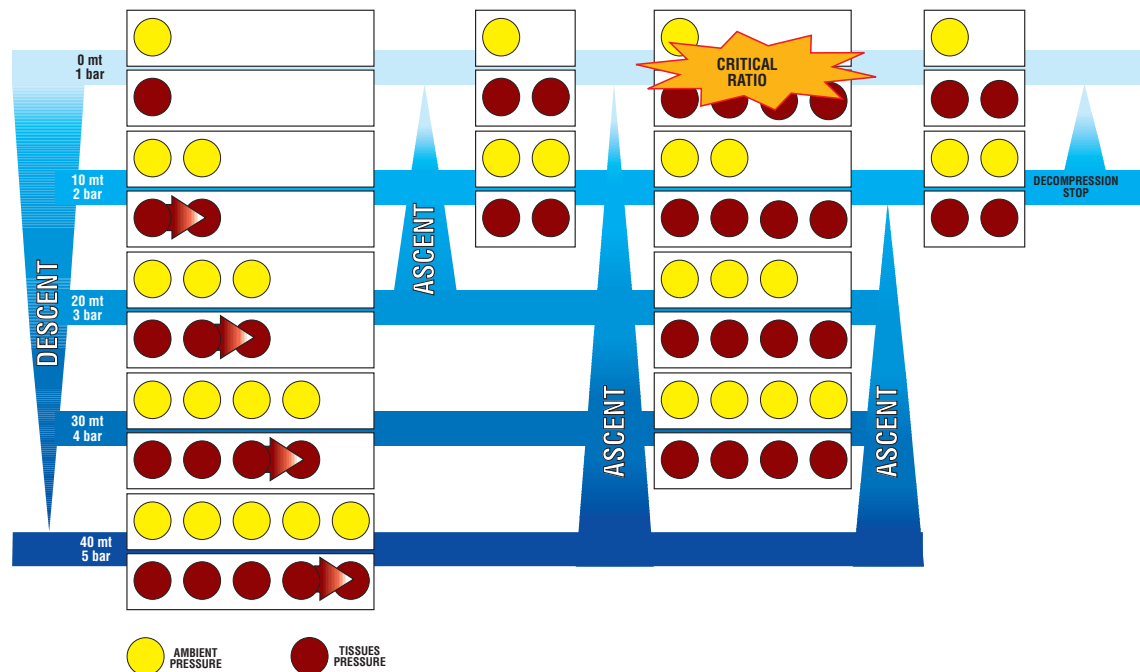 0 mt
1 bar
CRITICAL
RATIO
10 mt
2 bar
DECOMPRESSION
STOP
DESCENT
ASCENT
20 mt
3 bar
30 mt
4 bar
ASCENT
ASCENT
40 mt
5 bar
AMBIENT
PRESSURE
TISSUES
PRESSURE